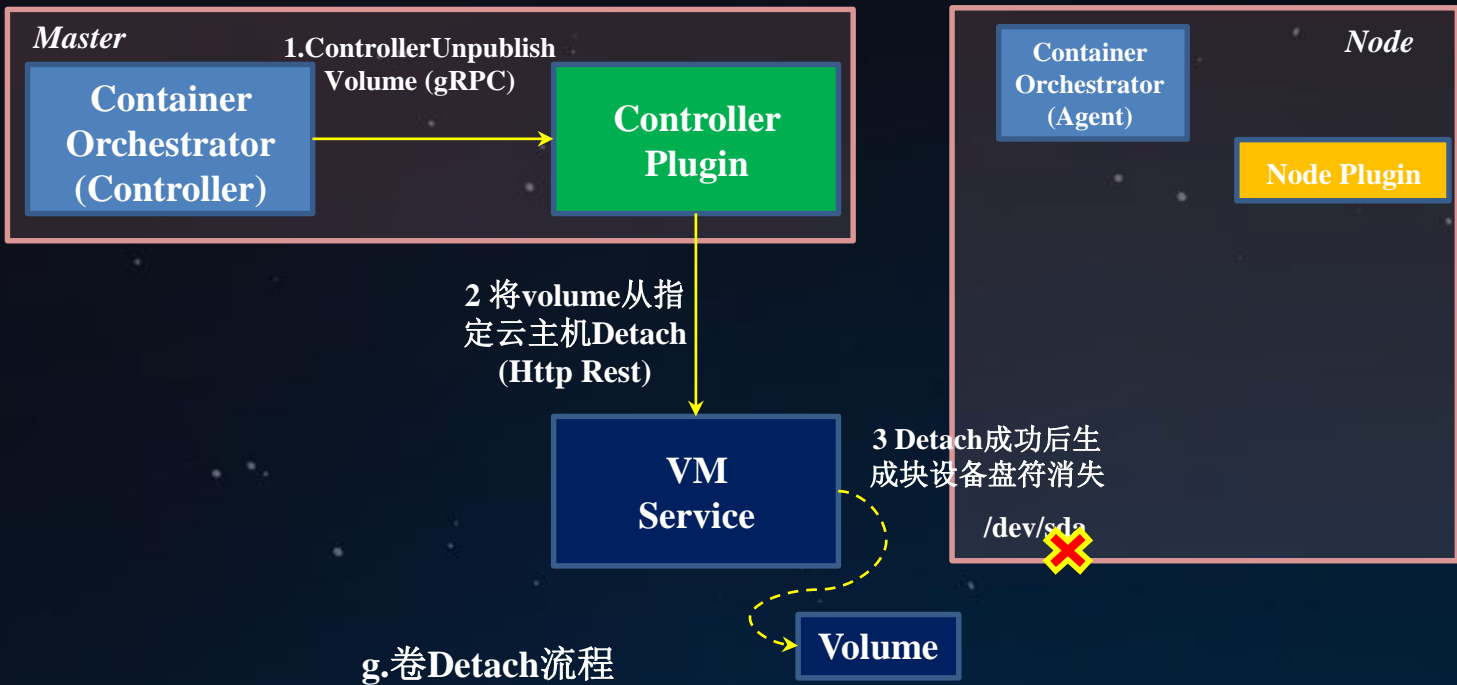 Master
1.ControllerUnpublish
Volume (gRPC)
Container
Orchestrator
(Controller)
Controller
Plugin
Node
Container
Orchestrator
(Agent)
Node Plugin
2 将volume从指
定云主机Detach
(Http Rest)
VM
Service
3 Detach成功后生
成块设备盘符消失
/dev/sda
Volume
g.卷Detach流程